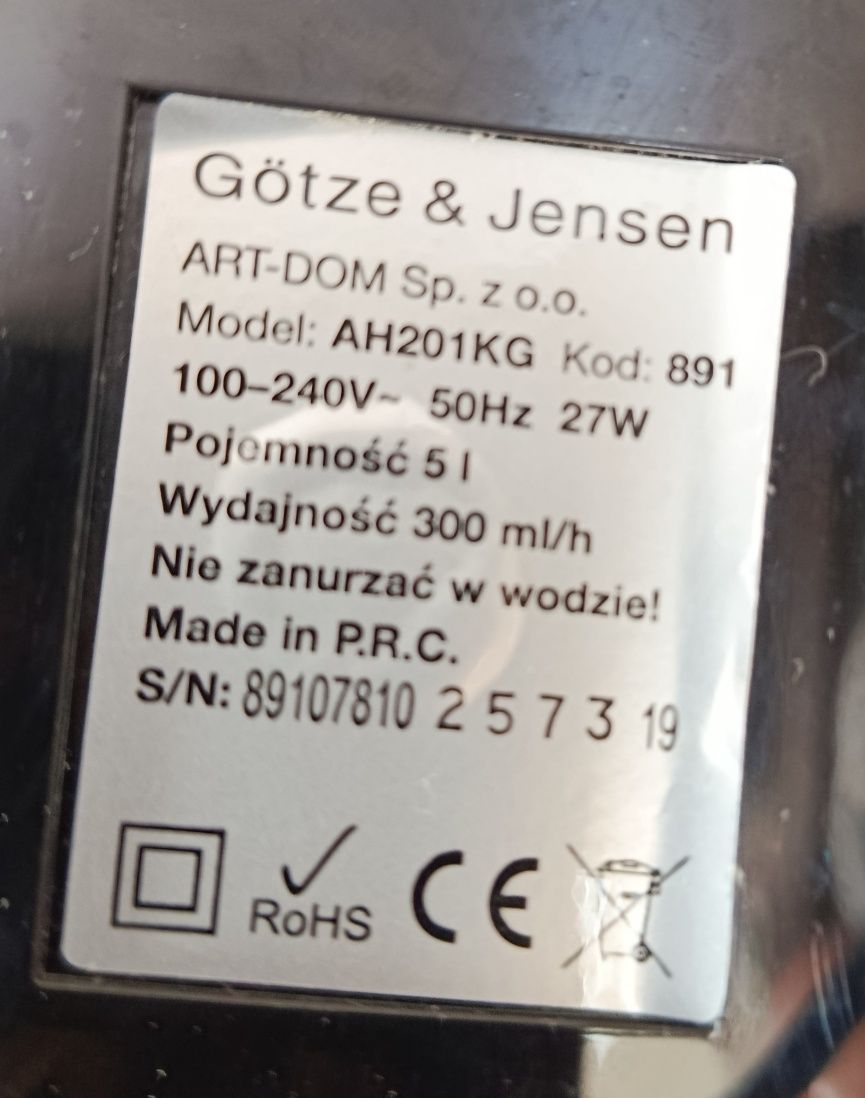 Götze & Jensen
ART-DOM Sp. z o.o.
Model: AH201KG Kod: 891
100–240V~ 50Hz 27W
Pojemność 5 l
Wydajność 300 ml/h
Nie zanurzać w wodzie!
Made in P.R.C.
S/N: 89107810 2 5 7 3 19
RoHS CE